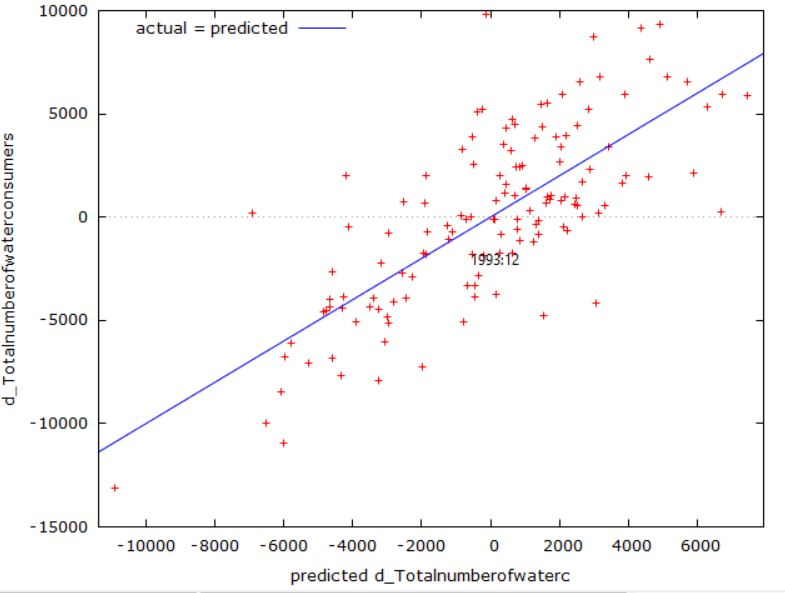 10000
actual = predicted
5000
0
1993:12
-5000
-10000
-15000
d_Totalnumberofwaterconsumers
-10000 -8000 -6000 -4000 -2000 0 2000 4000 6000
predicted d_Totalnumberofwaterc